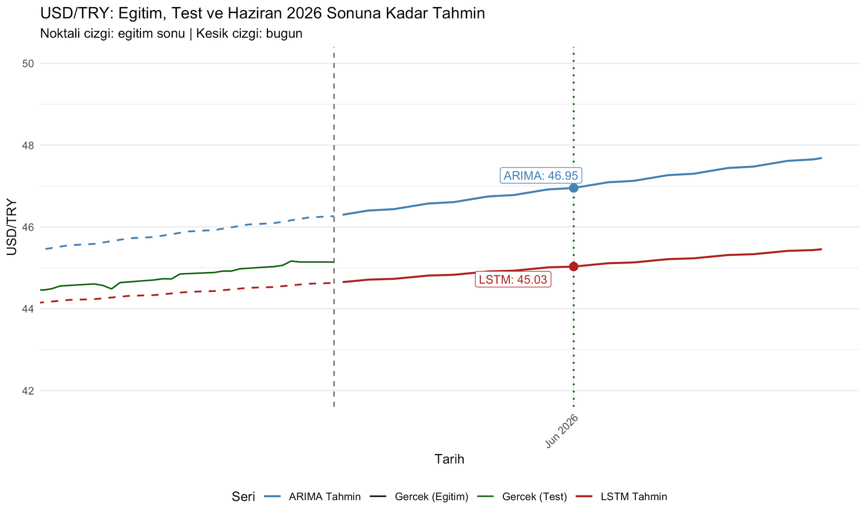 USD/TRY: Egitim, Test ve Haziran 2026 Sonuna Kadar Tahmin
Noktali cizgi: egitim sonu | Kesik cizgi: bugun
50
48
46
44
42
USD/TRY
ARIMA: 46.95
LSTM: 45.03
Jun 2026
Tarih
Seri ARIMA Tahmin Gercek (Egitim) Gercek (Test) LSTM Tahmin